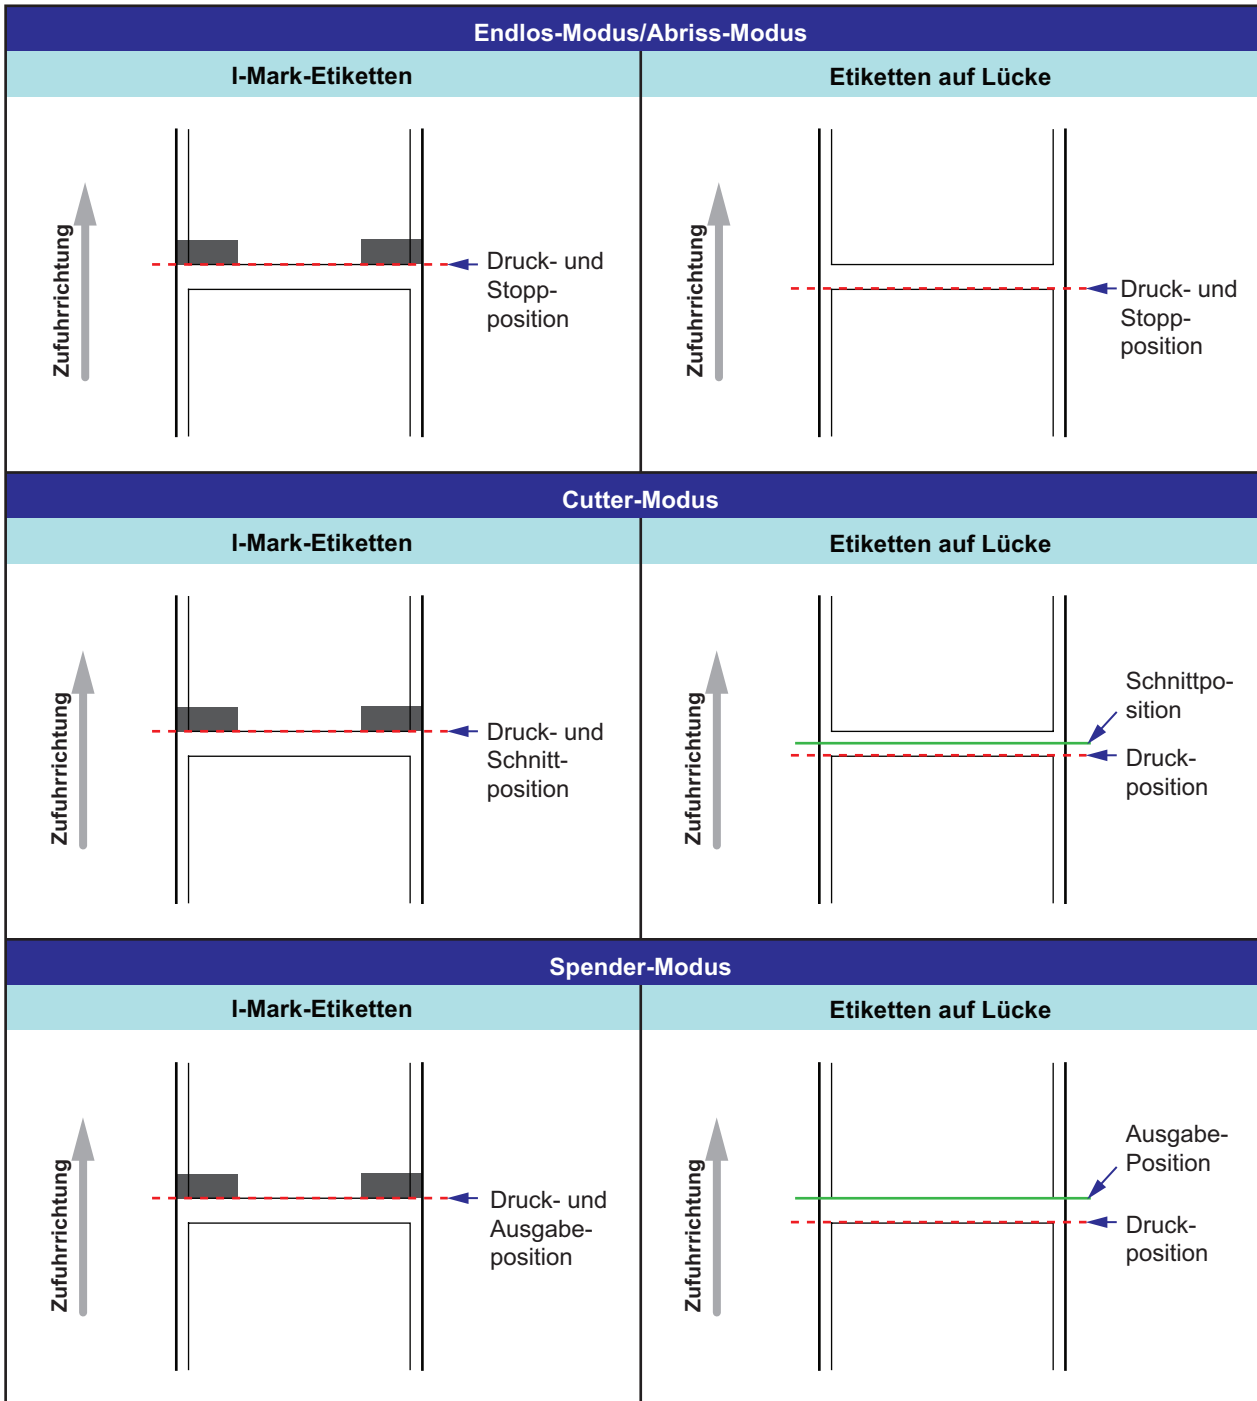 Endlos-Modus/Abriss-Modus
I-Mark-Etiketten
Etiketten auf Lücke
Zufuhrrichtung
Druck- und
Stopp-
position
Zufuhrrichtung
Druck- und
Stopp-
position
Cutter-Modus
I-Mark-Etiketten
Etiketten auf Lücke
Zufuhrrichtung
Druck- und
Schnitt-
position
Zufuhrrichtung
Schnittpo-
sition
Druck-
position
Spender-Modus
I-Mark-Etiketten
Etiketten auf Lücke
Zufuhrrichtung
Druck- und
Ausgabe-
position
Zufuhrrichtung
Ausgabe-
Position
Druck-
position